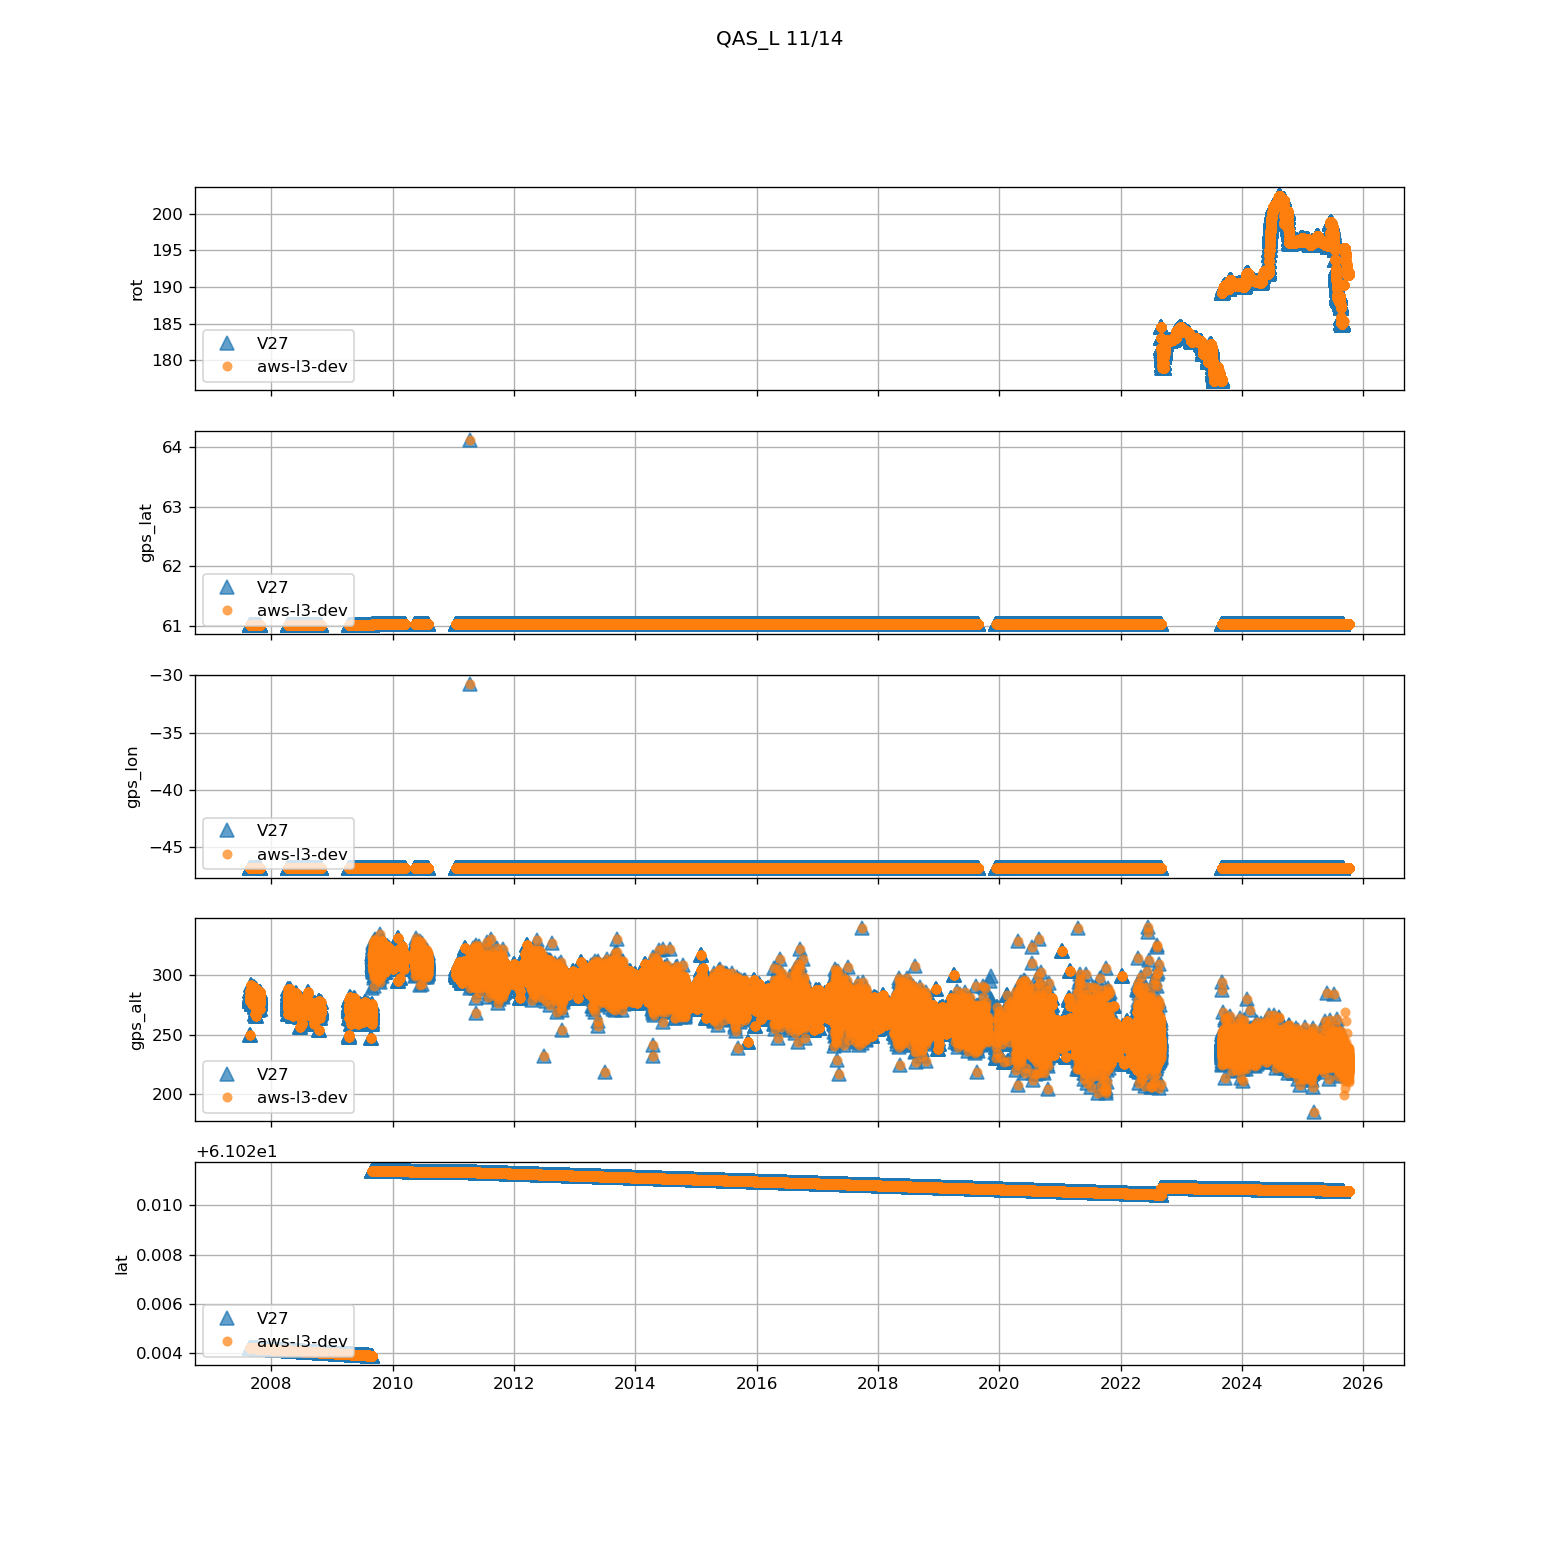 QAS_L 11/14
200
195
190
185
180
rot
V27
aws-l3-dev
64
63
62
61
gps_lat
V27
aws-l3-dev
−30
−35
−40
−45
gps_lon
V27
aws-l3-dev
300
250
200
gps_alt
V27
aws-l3-dev
+6.102e1
0.010
0.008
0.006
0.004
lat
V27
aws-l3-dev
2008 2010 2012 2014 2016 2018 2020 2022 2024 2026